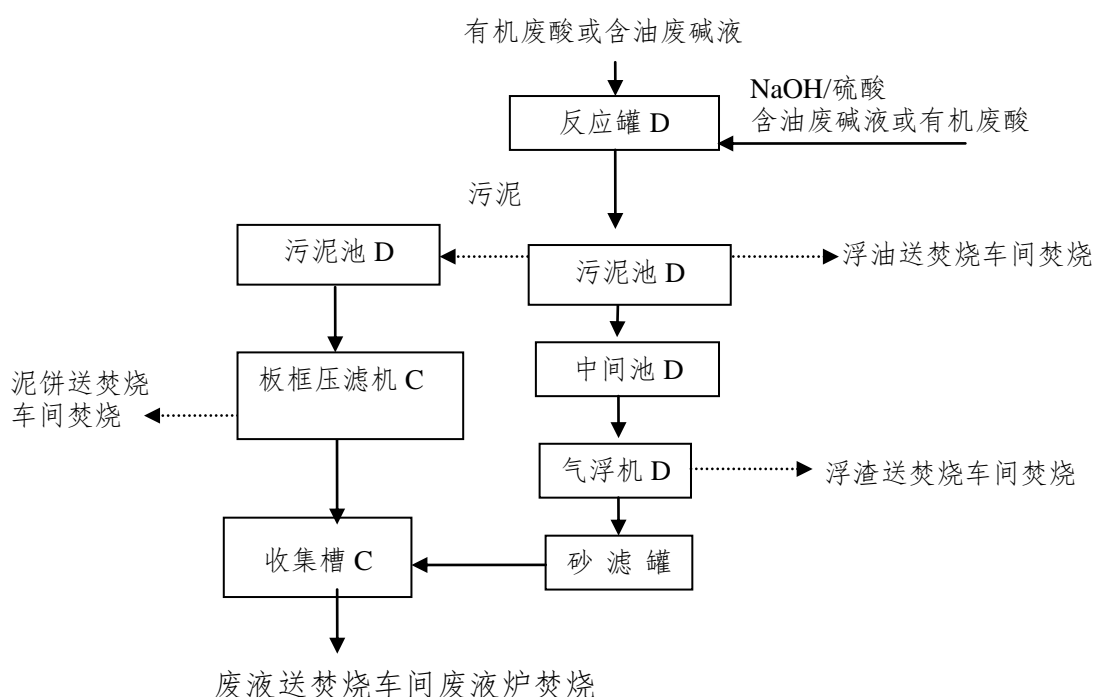 有机废酸或含油废碱液
NaOH/硫酸
反应罐 D
含油废碱液或有机废酸
污泥
污泥池 D
污泥池 D
浮油送焚烧车间焚烧
中间池 D
板框压滤机 C
泥饼送焚烧
车间焚烧
气浮机 D
浮渣送焚烧车间焚烧
收集槽 C
砂 滤 罐
废液送焚烧车间废液炉焚烧